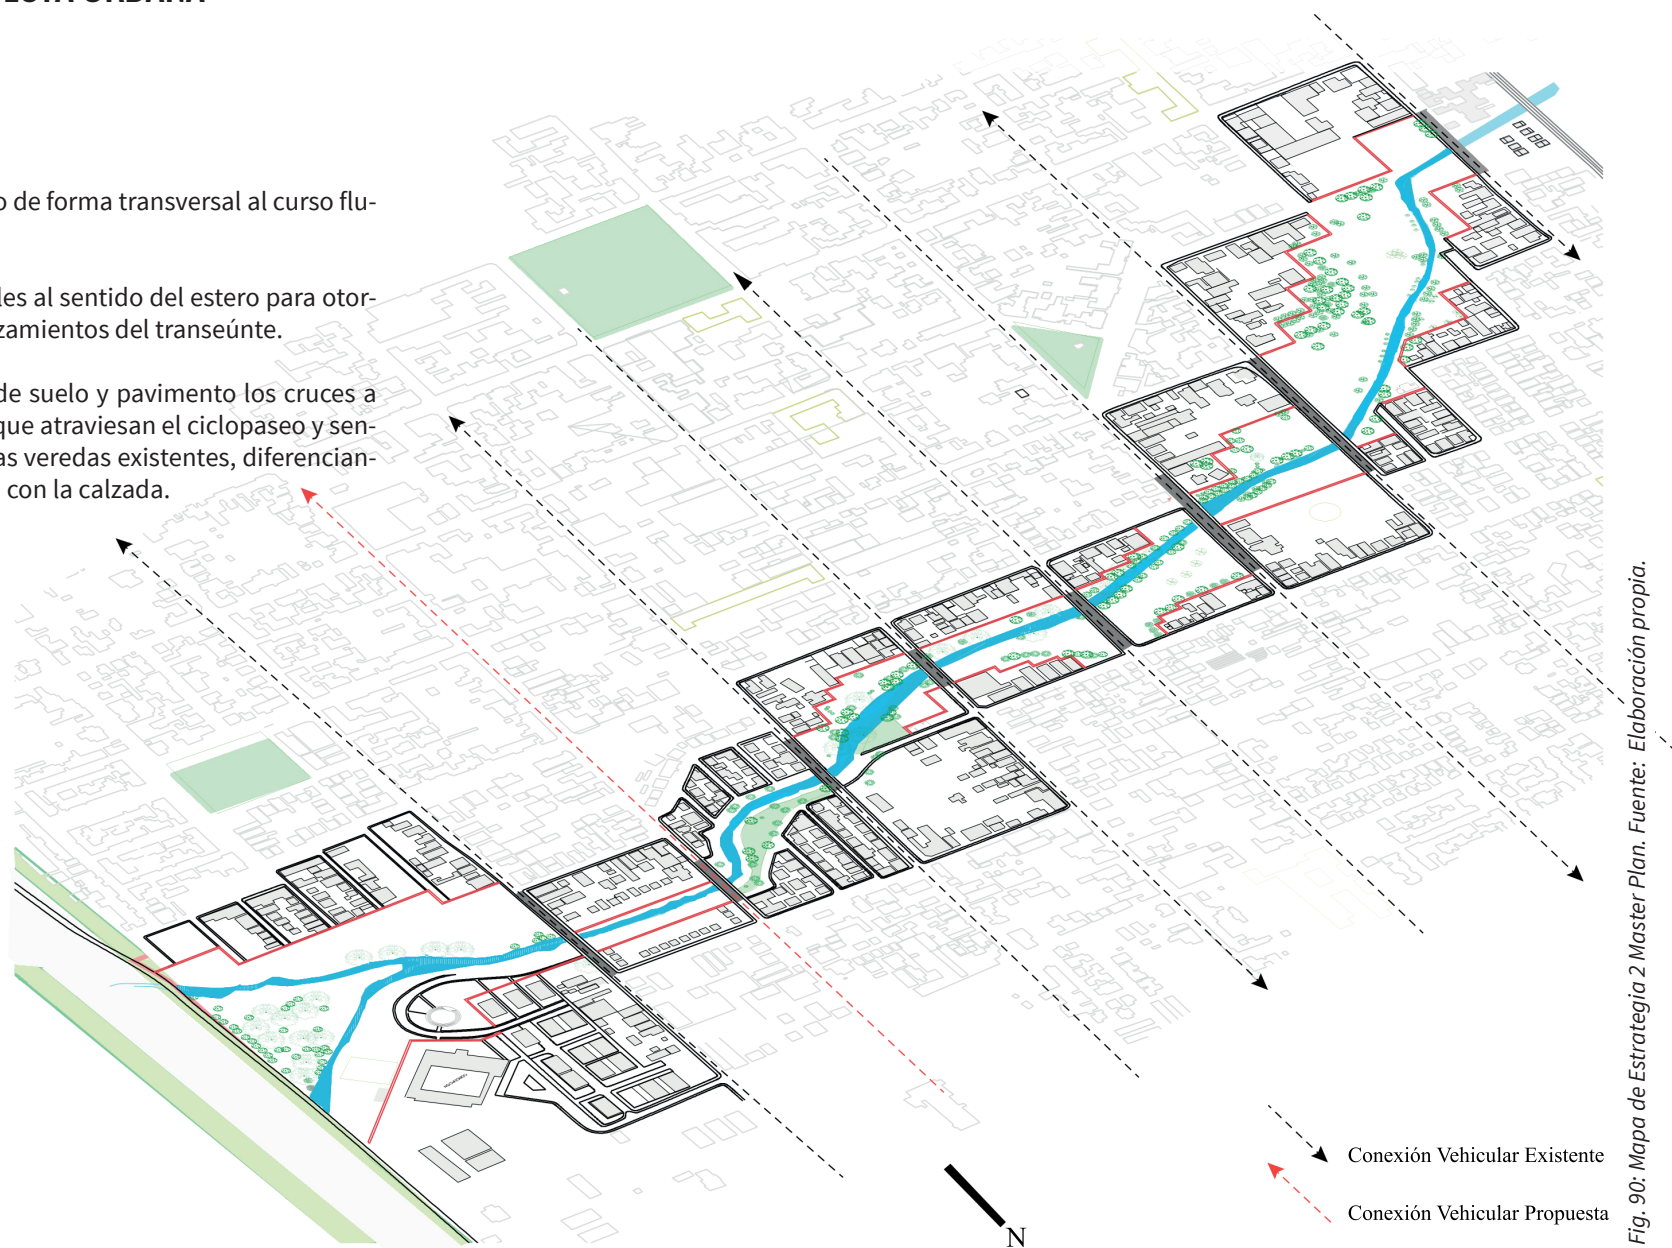 o de forma transversal al curso flu-
les al sentido del estero para otor-
zamientos del transeúnte.
de suelo y pavimento los cruces a
que atraviesan el ciclopaseo y sen-
as veredas existentes, diferencian-
con la calzada.
Conexión Vehicular Existente
Conexión Vehicular Propuesta
N
Fig. 90: Mapa de Estrategia 2 Master Plan. Fuente: Elaboración propia.